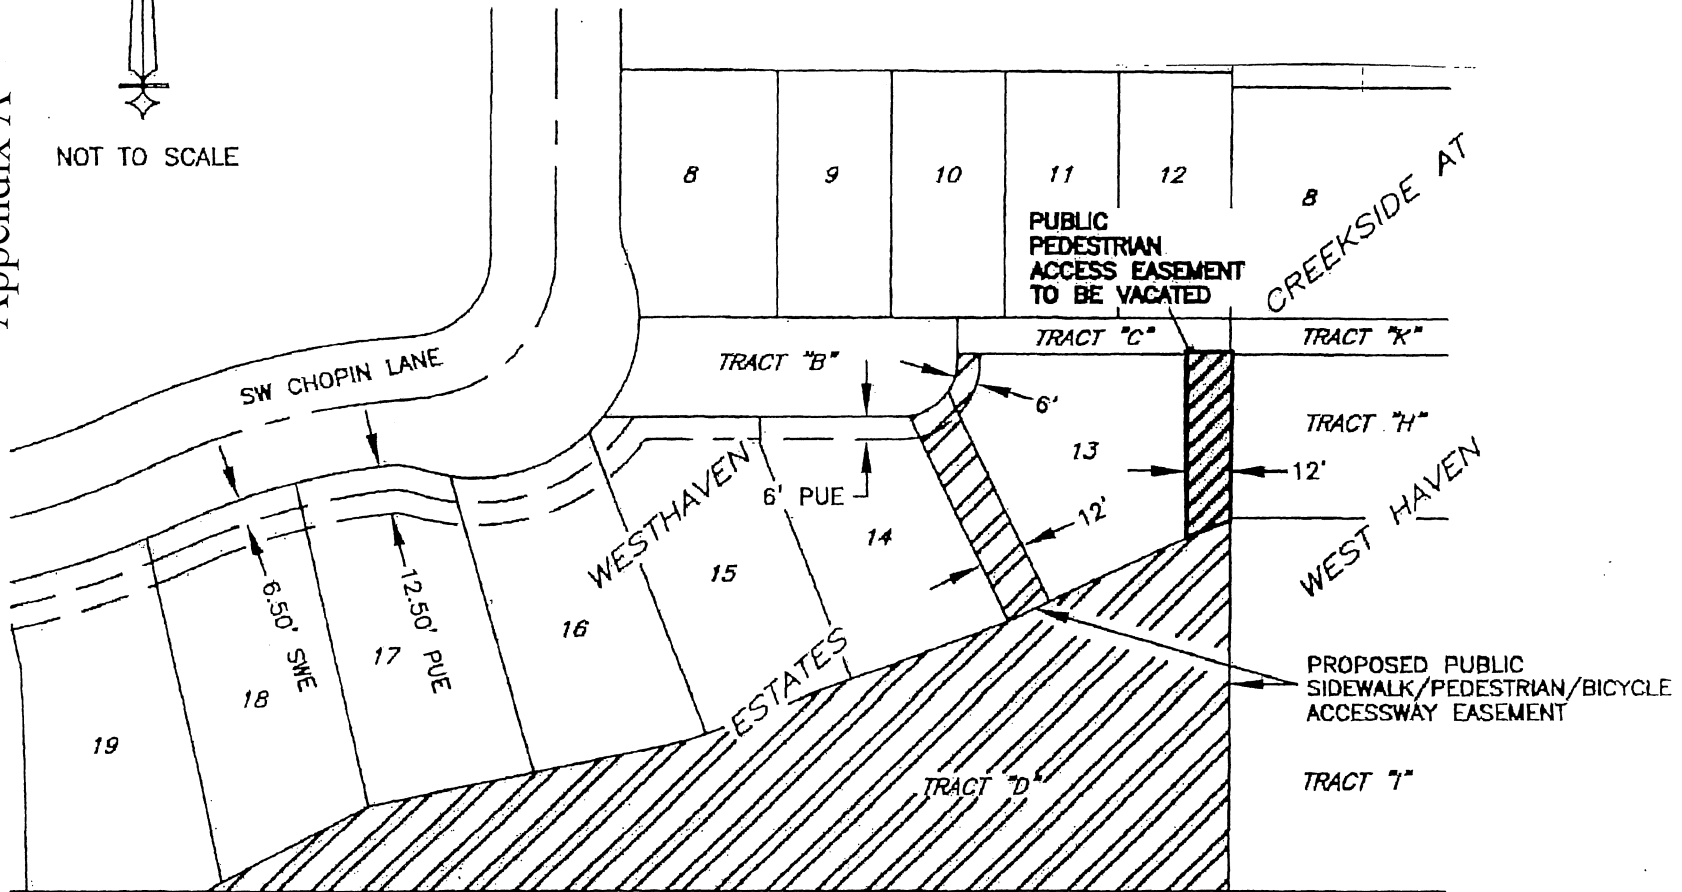 Appendix A
NOT TO SCALE
8
9
10
11
12
8
CREEKSIDE AT
PUBLIC
PEDESTRIAN
ACCESS EASEMENT
TO BE VACATED
TRACT "B"
TRACT "C"
TRACT "K"
SW CHOPIN LANE
6'
TRACT "H"
13
12'
WEST HAVEN
6' PUE
WESTHAVEN
12'
14
15
16
17
18
19
6.50' SWE
12.50' PUE
ESTATES
PROPOSED PUBLIC
SIDEWALK/PEDESTRIAN/BICYCLE
ACCESSWAY EASEMENT
TRACT "D"
TRACT "I"